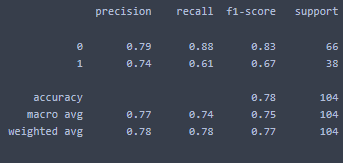 precision recall f1-score support
0 0.79 0.88 0.83 66
1 0.74 0.61 0.67 38
accuracy 0.78 104
macro avg 0.77 0.74 0.75 104
weighted avg 0.78 0.78 0.77 104